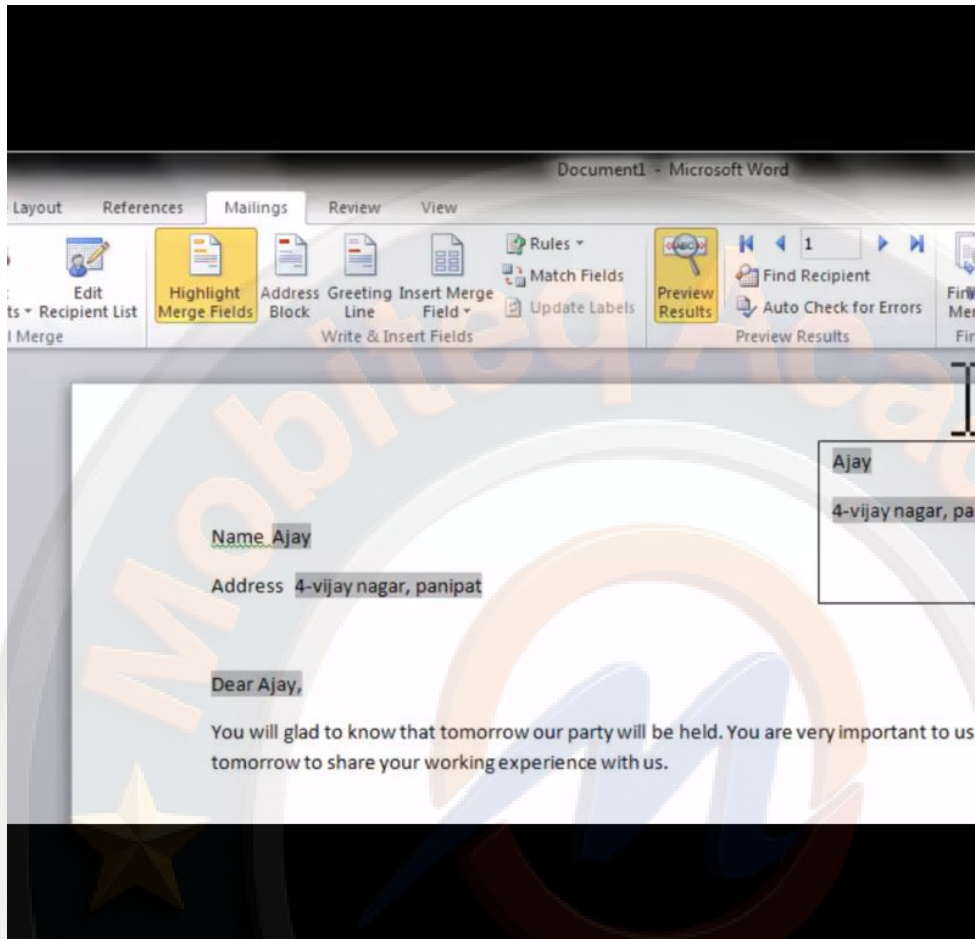 Document1 - Microsoft Word
Layout References Mailings Review View
Edit
Recipient List
Highlight
Merge Fields
Address
Block
Greeting
Line
Insert Merge
Field
Rules
Match Fields
Update Labels
ABC
Preview
Results
1
Find Recipient
Auto Check for Errors
Merge
Write & Insert Fields
Preview Results
Mobiteq
Ajay
4-vijay nagar, pa
Name Ajay
Address 4-vijay nagar, panipat
Dear Ajay,
You will glad to know that tomorrow our party will be held. You are very important to us
tomorrow to share your working experience with us.